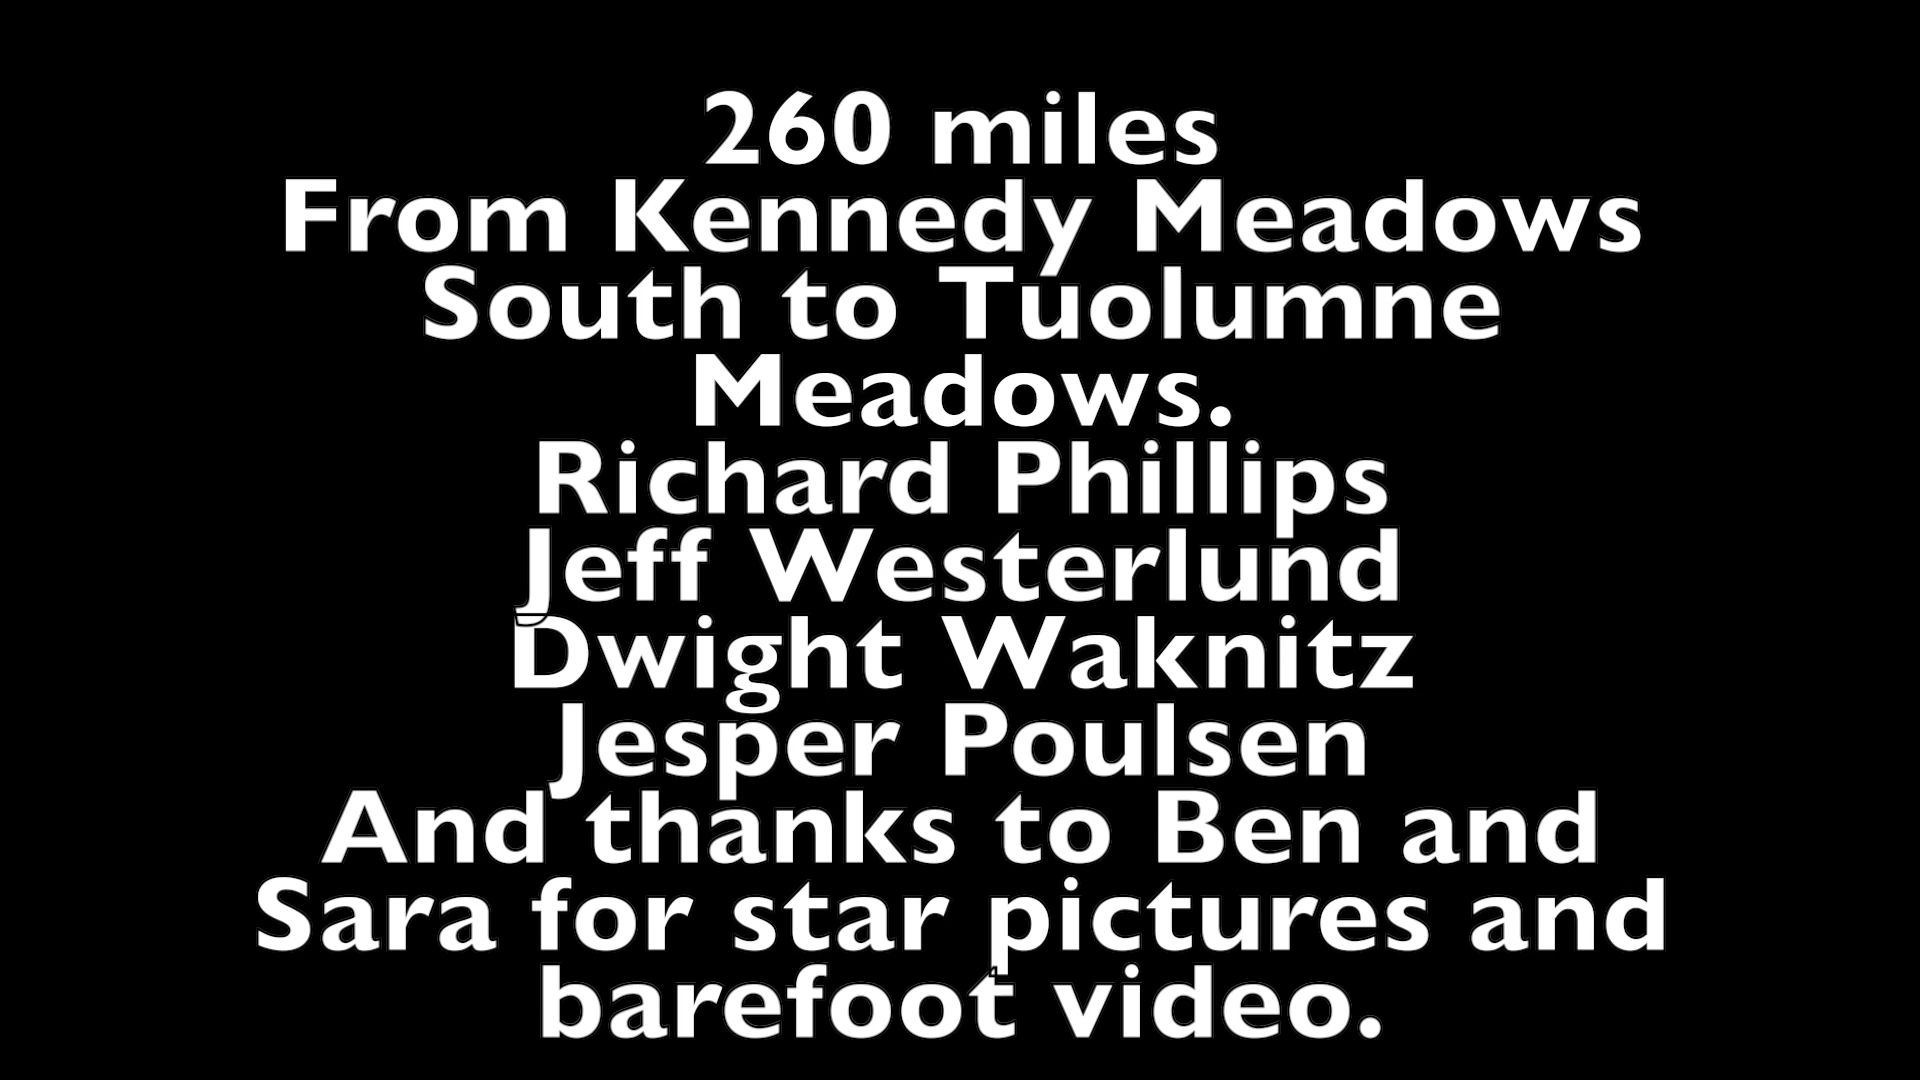 260 miles
From Kennedy Meadows
South to Tuolumne
Meadows.
Richard Phillips
Jeff Westerlund
Dwight Waknitz
Jesper Poulsen
And thanks to Ben and
Sara for star pictures and
barefoot video.